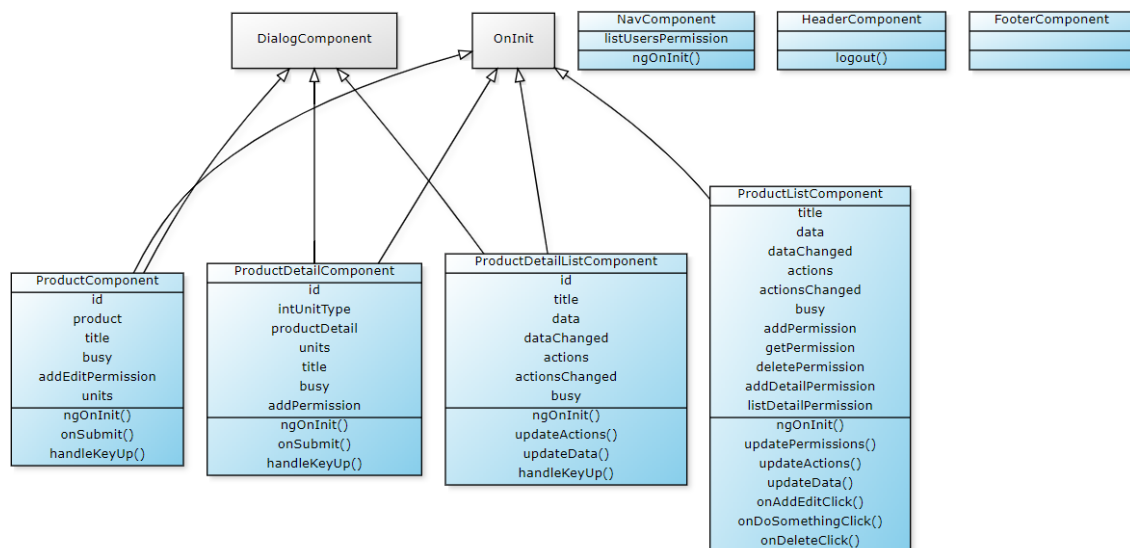 DialogComponent
OnInit
NavComponent
listUsersPermission
ngOnInit()
HeaderComponent
logout()
FooterComponent
ProductComponent
id
product
title
busy
addEditPermission
units
ngOnInit()
onSubmit()
handleKeyUp()
ProductDetailComponent
id
intUnitType
productDetail
units
title
busy
addPermission
ngOnInit()
onSubmit()
handleKeyUp()
ProductDetailListComponent
id
title
data
dataChanged
actions
actionsChanged
busy
ngOnInit()
updateActions()
updateData()
handleKeyUp()
ProductListComponent
title
data
dataChanged
actions
actionsChanged
busy
addPermission
getPermission
deletePermission
addDetailPermission
listDetailPermission
ngOnInit()
updatePermissions()
updateActions()
updateData()
onAddEditClick()
onDoSomethingClick()
onDeleteClick()